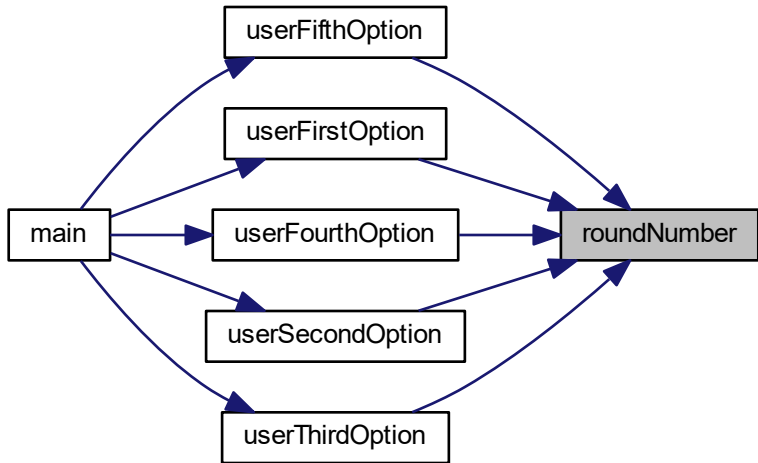 userFifthOption
userFirstOption
main
userFourthOption
roundNumber
userSecondOption
userThirdOption